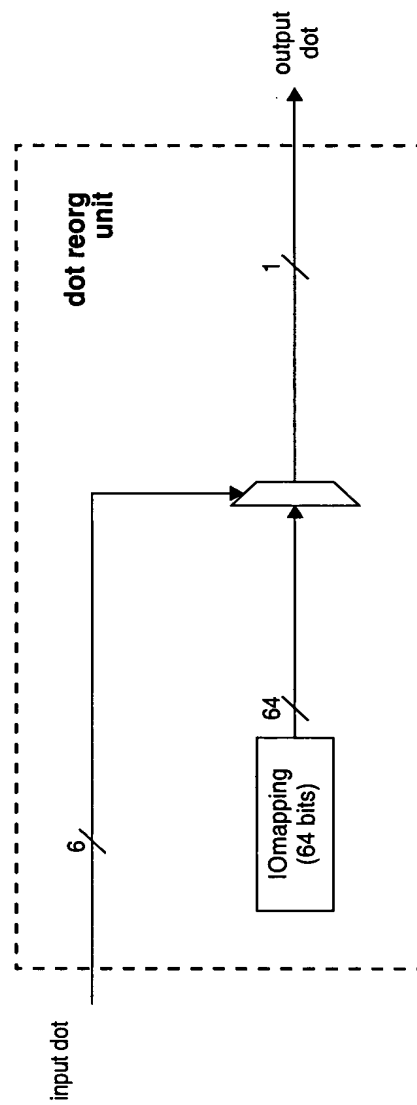 input dot
6
dot reorg
unit
IOmapping
(64 bits)
64
1
output
dot